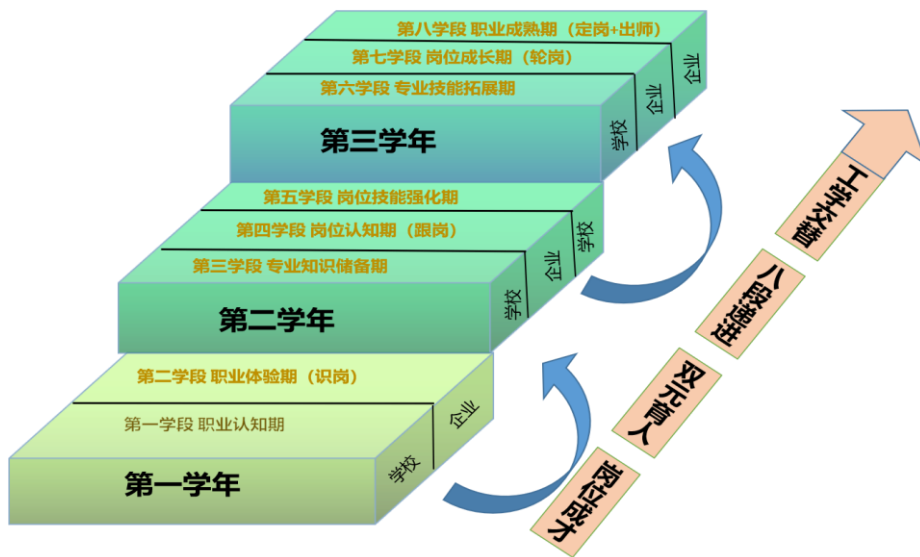 第八学段 职业成熟期（定岗+出师）
第七学段 岗位成长期（轮岗）
第六学段 专业技能拓展期
学校
企业
企业
第三学年
第五学段 岗位技能强化期
第四学段 岗位认知期（跟岗）
第三学段 专业知识储备期
学校
企业
学校
第二学年
第二学段 职业体验期（识岗）
第一学段 职业认知期
学校
企业
第一学年
工学交替
八段递进
双元育人
岗位成才